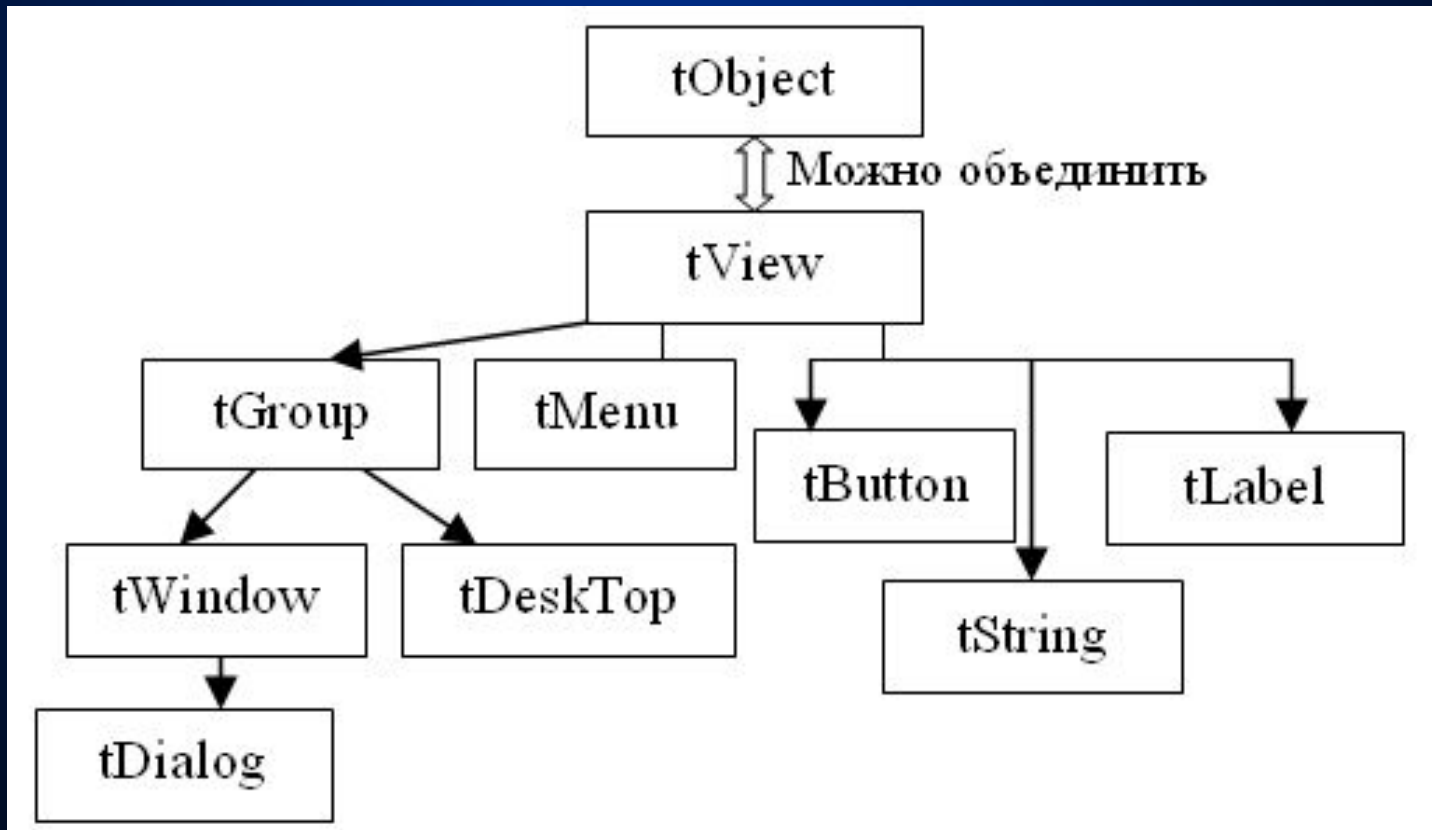 tObject
Можно объединить
tView
tGroup
tMenu
tButton
tLabel
tWindow
tDeskTop
tString
tDialog